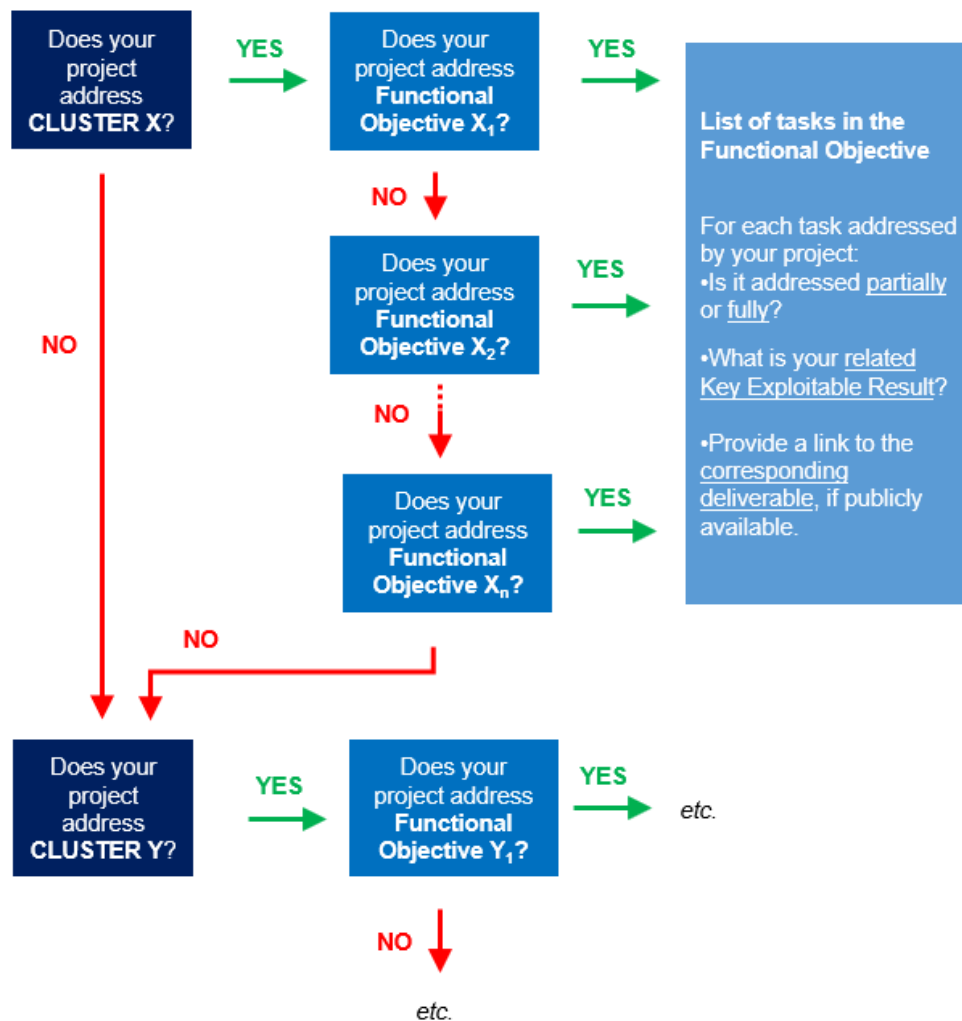 Does your
project
address
CLUSTER X?
YES
Does your
project address
Functional
Objective X₁?
YES
List of tasks in the
Functional Objective
For each task addressed
by your project:
•Is it addressed partially
or fully?
•What is your related
Key Exploitable Result?
•Provide a link to the
corresponding
deliverable, if publicly
available.
NO
Does your
project address
Functional
Objective X₂?
YES
NO
NO
Does your
project address
Functional
Objective Xₙ?
YES
NO
Does your
project
address
CLUSTER Y?
YES
Does your
project address
Functional
Objective Y₁?
YES
etc.
NO
etc.